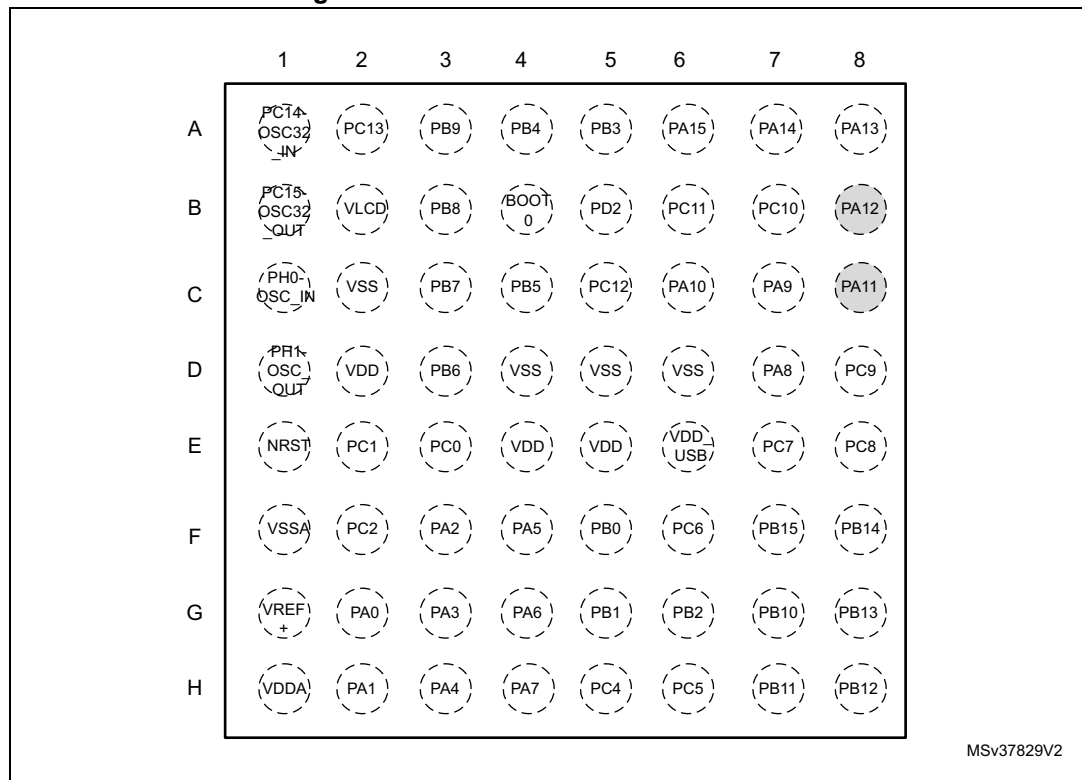 1 2 3 4 5 6 7 8
A PC14-OSC32_IN PC13 PB9 PB4 PB3 PA15 PA14 PA13
B PC15-OSC32_OUT VLCD PB8 BOOT0 PD2 PC11 PC10 PA12
C PH0-OSC_IN VSS PB7 PB5 PC12 PA10 PA9 PA11
D PH1-OSC_OUT VDD PB6 VSS VSS VSS PA8 PC9
E NRST PC1 PC0 VDD VDD VDD_USB PC7 PC8
F VSSA PC2 PA2 PA5 PB0 PC6 PB15 PB14
G VREF+ PA0 PA3 PA6 PB1 PB2 PB10 PB13
H VDDA PA1 PA4 PA7 PC4 PC5 PB11 PB12
MSv37829V2